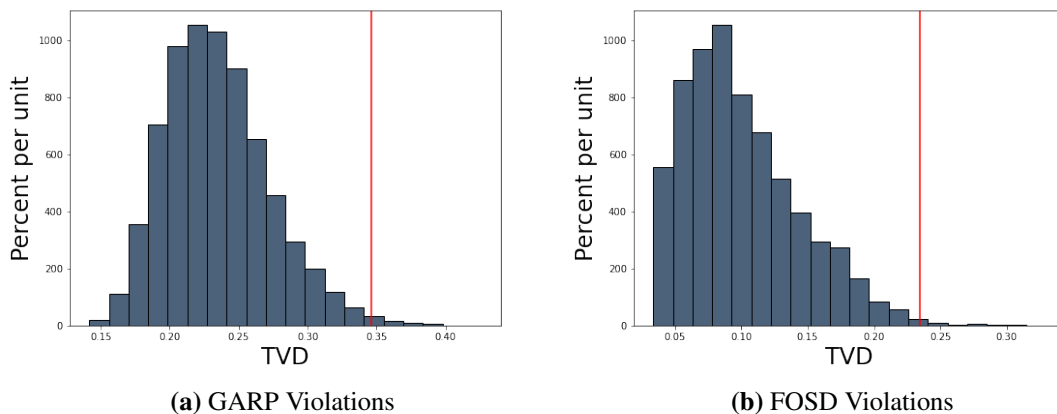 Percent per unit
1000
800
600
400
200
0
0.15 0.20 0.25 0.30 0.35 0.40
TVD
(a) GARP Violations
Percent per unit
1000
800
600
400
200
0
0.05 0.10 0.15 0.20 0.25 0.30
TVD
(b) FOSD Violations